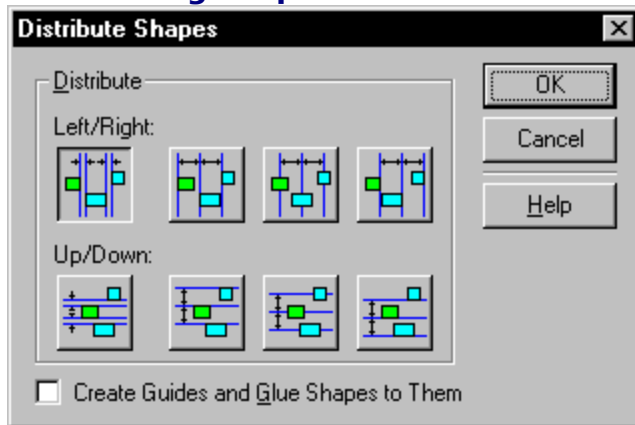 Distribute Shapes
Distribute
OK
Left/Right:
Cancel
Help
Up/Down:
Create Guides and Glue Shapes to Them